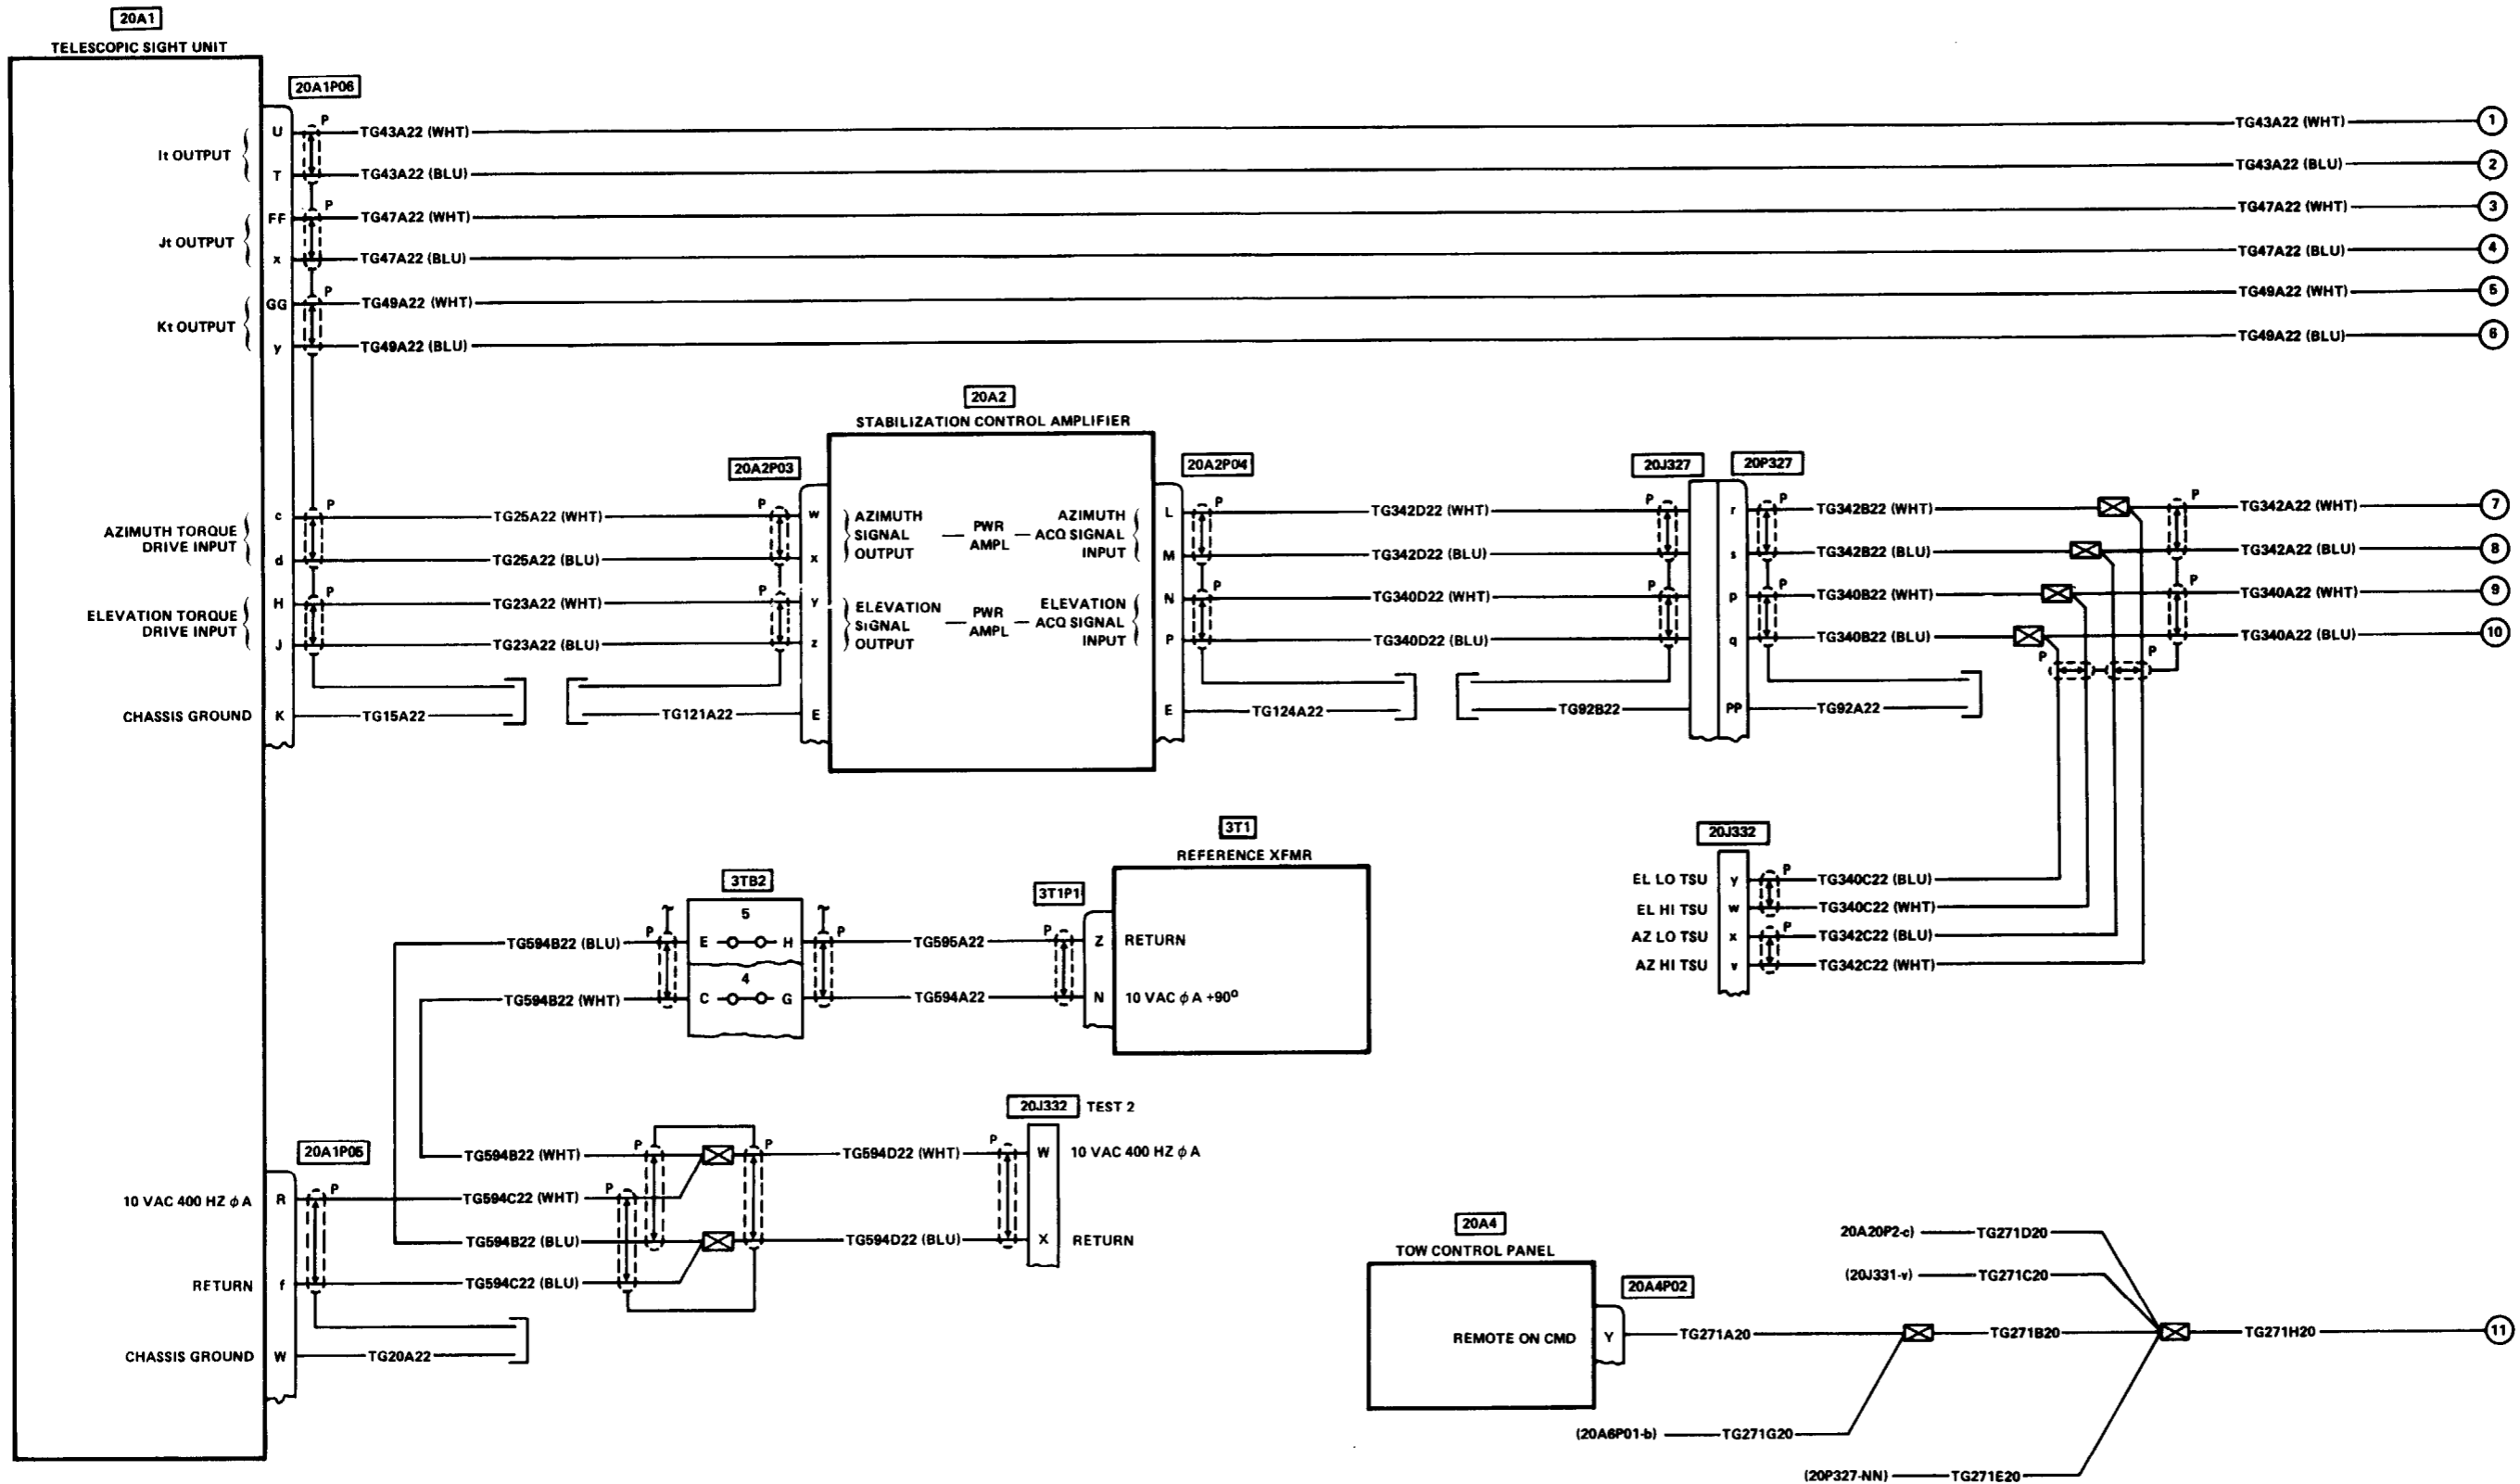 20A1
TELESCOPIC SIGHT UNIT
20A1P06
U P TG43A22 (WHT) TG43A22 (WHT) 1
It OUTPUT
T TG43A22 (BLU) TG43A22 (BLU) 2
FF P TG47A22 (WHT) TG47A22 (WHT) 3
Jt OUTPUT
x TG47A22 (BLU) TG47A22 (BLU) 4
GG P TG49A22 (WHT) TG49A22 (WHT) 5
Kt OUTPUT
y TG49A22 (BLU) TG49A22 (BLU) 6
20A2
STABILIZATION CONTROL AMPLIFIER
20A2P03 20A2P04 20J327 20P327
AZIMUTH TORQUE
DRIVE INPUT
c P TG25A22 (WHT) P w
d TG25A22 (BLU) x
AZIMUTH
SIGNAL
OUTPUT
PWR
AMPL
AZIMUTH
ACQ SIGNAL
INPUT
L P TG342D22 (WHT) P r P TG342B22 (WHT) P TG342A22 (WHT) 7
M TG342D22 (BLU) s TG342B22 (BLU) TG342A22 (BLU) 8
ELEVATION TORQUE
DRIVE INPUT
H P TG23A22 (WHT) P y
J TG23A22 (BLU) z
ELEVATION
SIGNAL
OUTPUT
PWR
AMPL
ELEVATION
ACQ SIGNAL
INPUT
N P TG340D22 (WHT) P p P TG340B22 (WHT) P TG340A22 (WHT) 9
P TG340D22 (BLU) q TG340B22 (BLU) TG340A22 (BLU) 10
P P
CHASSIS GROUND K TG15A22 TG121A22 E E TG124A22 TG92B22 PP TG92A22
3T1
REFERENCE XFMR
3TB2
3T1P1
5
TG594B22 (BLU) P E H P TG595A22 P Z RETURN
4
TG594B22 (WHT) C G TG594A22 N 10 VAC φ A +90°
20J332
EL LO TSU y P TG340C22 (BLU)
EL HI TSU w TG340C22 (WHT)
AZ LO TSU x P TG342C22 (BLU)
AZ HI TSU v TG342C22 (WHT)
20J332 TEST 2
20A1P05
TG594B22 (WHT) P P TG594D22 (WHT) P W 10 VAC 400 HZ φ A
10 VAC 400 HZ φ A R P TG594C22 (WHT) P
TG594B22 (BLU) TG594D22 (BLU) X RETURN
RETURN f TG594C22 (BLU)
CHASSIS GROUND W TG20A22
20A4
TOW CONTROL PANEL
20A4P02
20A20P2-c) TG271D20
(20J331-v) TG271C20
REMOTE ON CMD Y TG271A20 TG271B20 TG271H20 11
(20A6P01-b) TG271G20
(20P327-NN) TG271E20